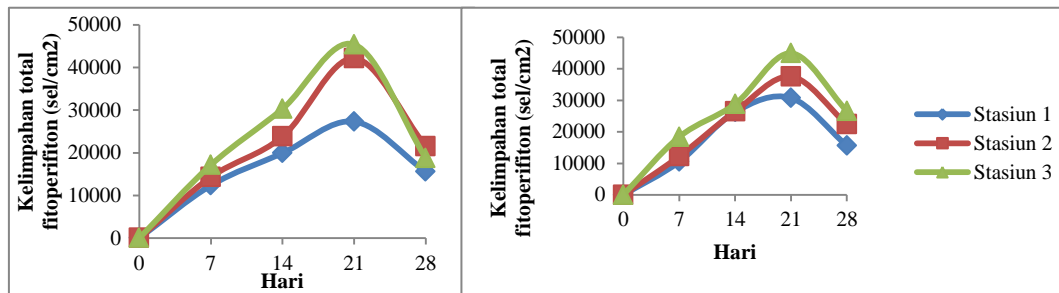 Kelimpahan total
fitoperifiton (sel/cm2)
50000
40000
30000
20000
10000
0
0 7 14 21 28
Hari
Kelimpahan total
fitoperifiton (sel/cm2)
50000
40000
30000
20000
10000
0
0 7 14 21 28
Hari
Stasiun 1
Stasiun 2
Stasiun 3